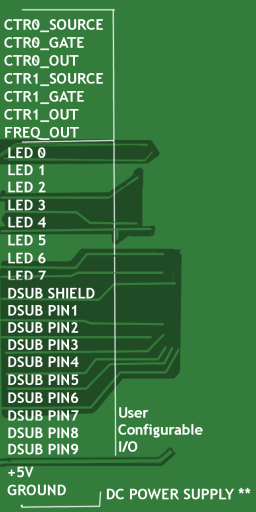 CTR0_SOURCE
CTR0_GATE
CTR0_OUT
CTR1_SOURCE
CTR1_GATE
CTR1_OUT
FREQ_OUT
LED 0
LED 1
LED 2
LED 3
LED 4
LED 5
LED 6
LED 7
DSUB SHIELD
DSUB PIN1
DSUB PIN2
DSUB PIN3
DSUB PIN4
DSUB PIN5
DSUB PIN6
DSUB PIN7
DSUB PIN8
DSUB PIN9
User
Configurable
I/O
+5V
GROUND
DC POWER SUPPLY **